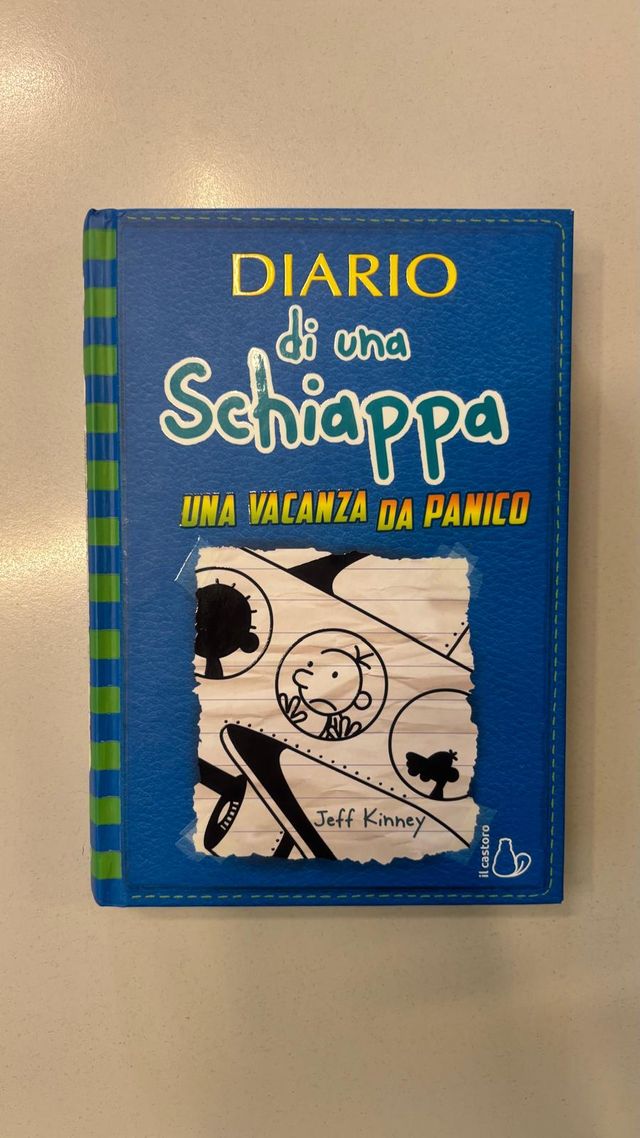 DIARIO
di una
Schiappa
UNA VACANZA DA PANICO
Jeff Kinney
il castoro